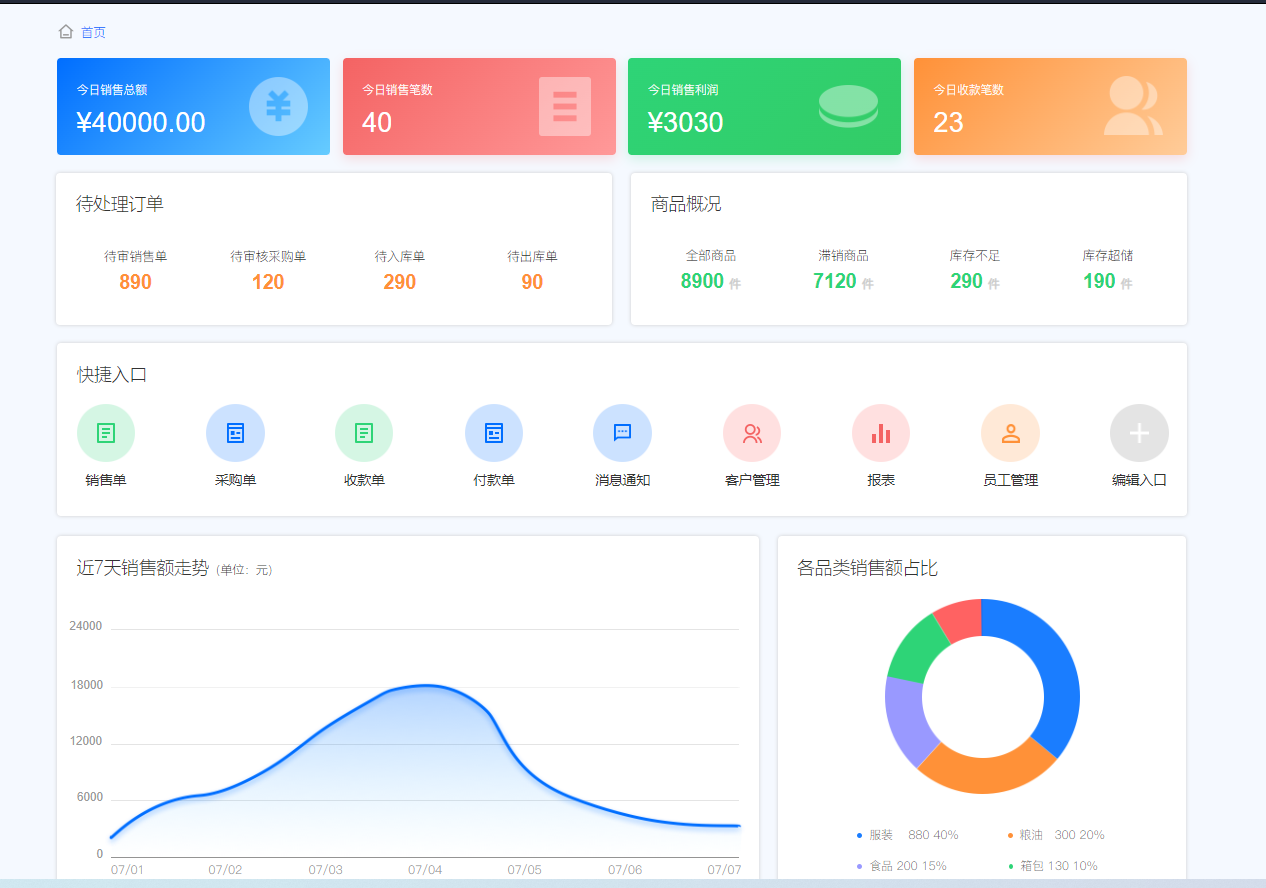 首页
今日销售总额
¥40000.00
今日销售笔数
40
今日销售利润
¥3030
今日收款笔数
23
待处理订单
待审销售单 待审核采购单 待入库单 待出库单
890 120 290 90
商品概况
全部商品 滞销商品 库存不足 库存超储
8900 件 7120 件 290 件 190 件
快捷入口
销售单 采购单 收款单 付款单 消息通知 客户管理 报表 员工管理 编辑入口
近7天销售额走势 (单位：元)
24000
18000
12000
6000
0
07/01 07/02 07/03 07/04 07/05 07/06 07/07
各品类销售额占比
服装 880 40% 粮油 300 20%
食品 200 15% 箱包 130 10%